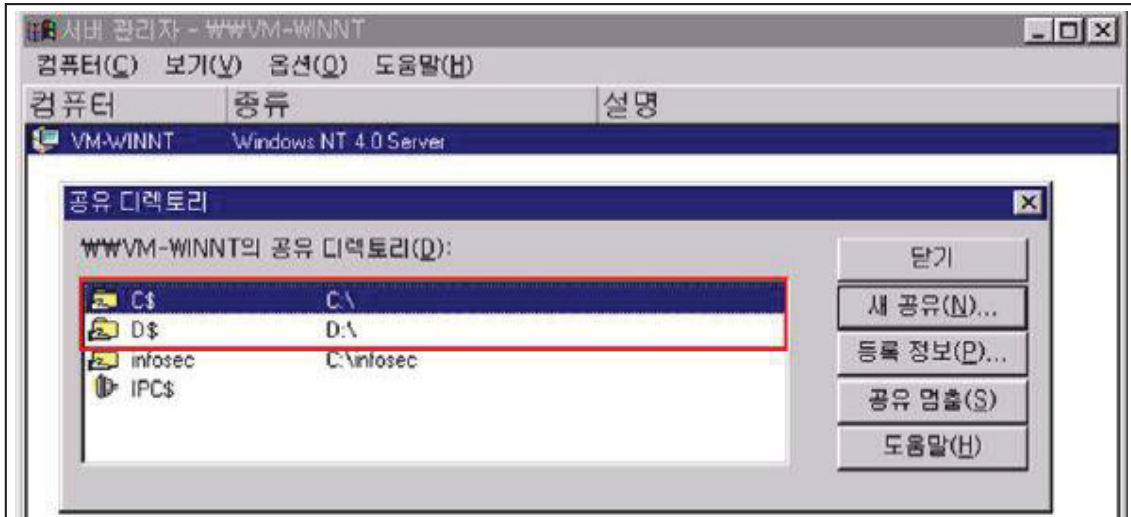 서버 관리자 - ₩₩VM-WINNT
컴퓨터(C) 보기(V) 옵션(O) 도움말(H)
컴퓨터 종류 설명
VM-WINNT Windows NT 4.0 Server
공유 디렉토리
₩₩VM-WINNT의 공유 디렉토리(D):
닫기
C$ C:\
새 공유(N)...
D$ D:\
등록 정보(P)...
infosec C:\infosec
IPC$
공유 멈춤(S)
도움말(H)